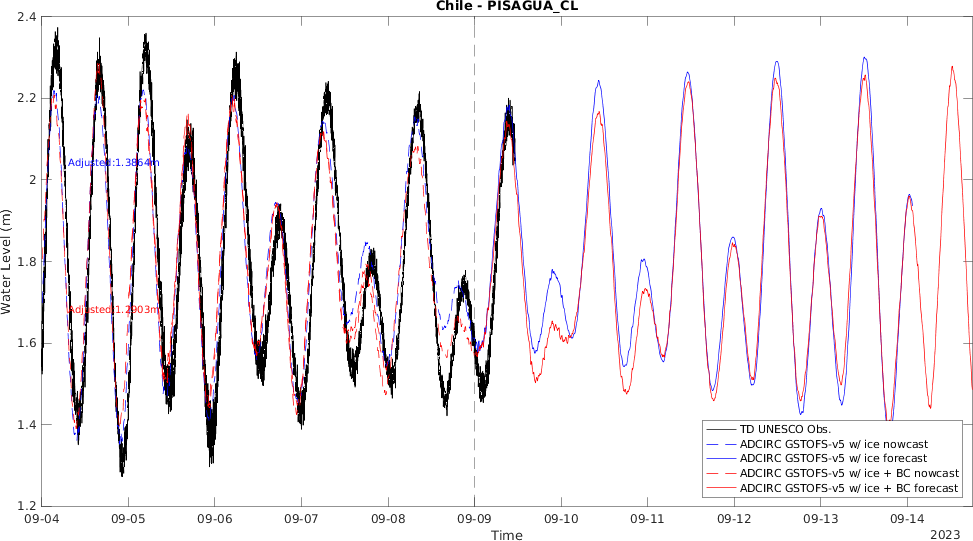 Chile - PISAGUA_CL
2.4
2.2
2
1.8
1.6
1.4
1.2
Water Level (m)
Adjusted:1.3864m
Adjusted:1.2903m
TD UNESCO Obs.
ADCIRC GSTOFS-v5 w/ ice nowcast
ADCIRC GSTOFS-v5 w/ ice forecast
ADCIRC GSTOFS-v5 w/ ice + BC nowcast
ADCIRC GSTOFS-v5 w/ ice + BC forecast
09-04 09-05 09-06 09-07 09-08 09-09 09-10 09-11 09-12 09-13 09-14
Time
2023